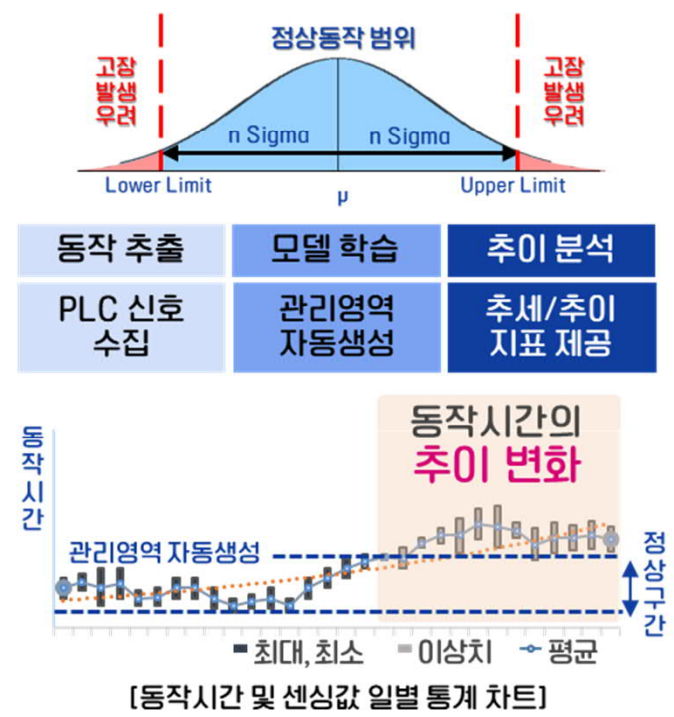 정상동작 범위
고장
발생
우려
고장
발생
우려
n Sigma
n Sigma
Lower Limit
μ
Upper Limit
동작 추출
모델 학습
추이 분석
PLC 신호
수집
관리영역
자동생성
추세/추이
지표 제공
동작시간의
추이 변화
동작시간
관리영역 자동생성
정상구간
최대, 최소
이상치
평균
[동작시간 및 센싱값 일별 통계 차트]